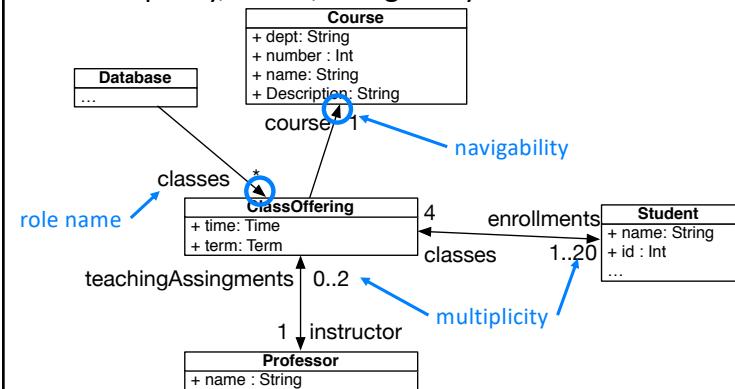 Course
+ dept: String
+ number : Int
+ name: String
+ Description: String
Database
...
course 1
navigability
classes *
role name
ClassOffering
+ time: Time
+ term: Term
4
enrollments
classes
1..20
Student
+ name: String
+ id : Int
...
teachingAssingments 0..2
multiplicity
1 instructor
Professor
+ name : String